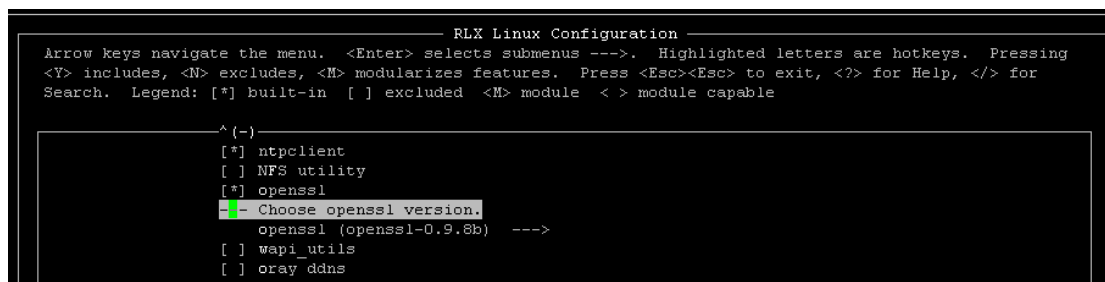 RLX Linux Configuration
Arrow keys navigate the menu.  <Enter> selects submenus --->.  Highlighted letters are hotkeys.  Pressing
<Y> includes, <N> excludes, <M> modularizes features.  Press <Esc><Esc> to exit, <?> for Help, </> for
Search.  Legend: [*] built-in  [ ] excluded  <M> module  < > module capable
^(-)
[*] ntpclient
[ ] NFS utility
[*] openssl
--- Choose openssl version.
openssl (openssl-0.9.8b)  --->
[ ] wapi_utils
[ ] oray ddns